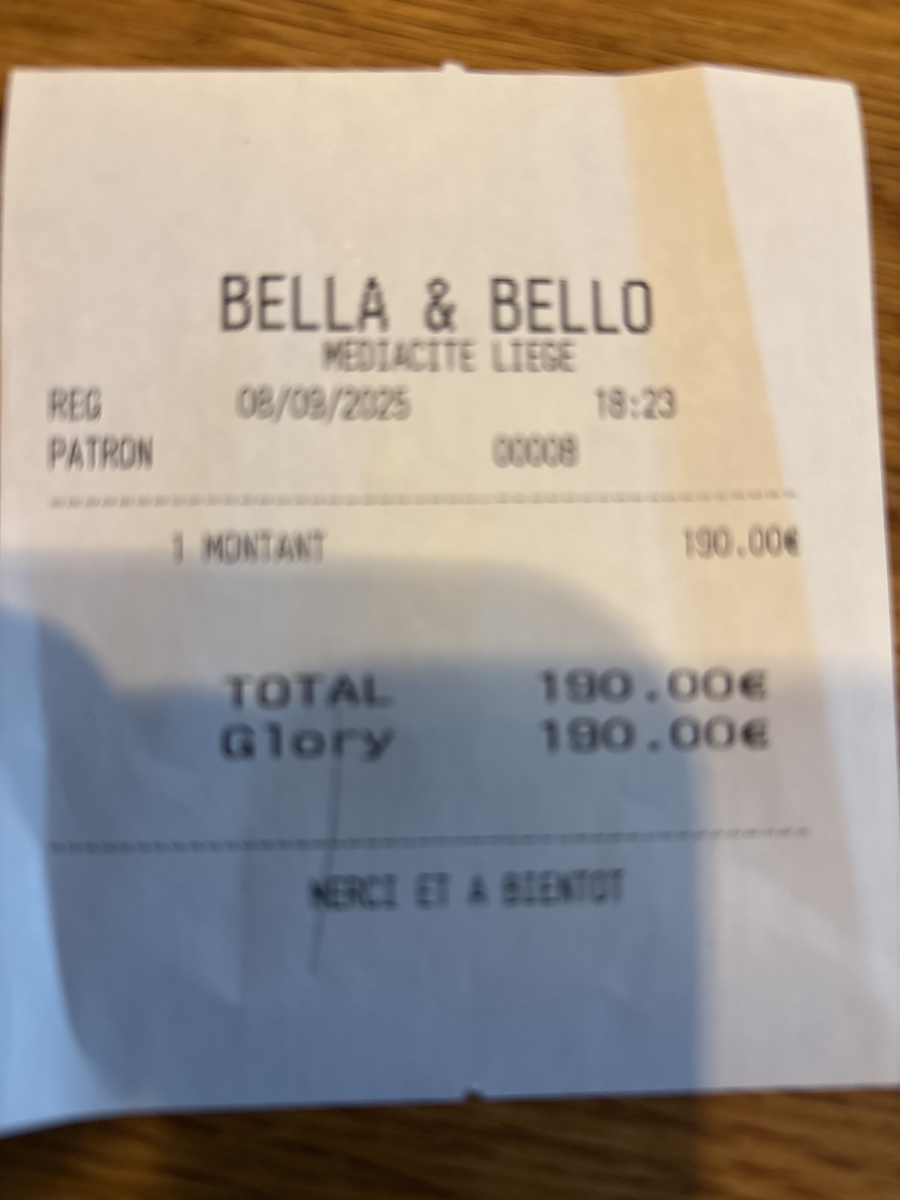 BELLA & BELLO
MEDIACITE LIEGE
REG 08/09/2025 18:23
PATRON 00008
1 MONTANT 190.00€
TOTAL 190.00€
Glory 190.00€
MERCI ET A BIENTOT